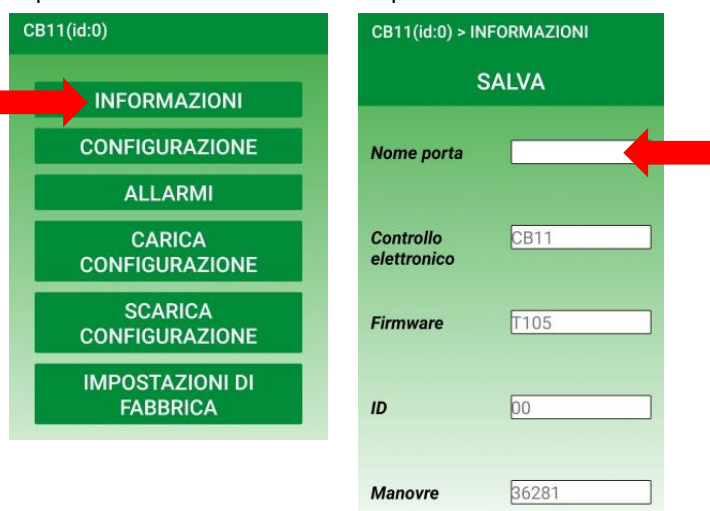 CB11(id:0)
INFORMAZIONI
CONFIGURAZIONE
ALLARMI
CARICA
CONFIGURAZIONE
SCARICA
CONFIGURAZIONE
IMPOSTAZIONI DI
FABBRICA
CB11(id:0) > INFORMAZIONI
SALVA
Nome porta
Controllo
elettronico
CB11
Firmware
T105
ID
00
Manovre
36281